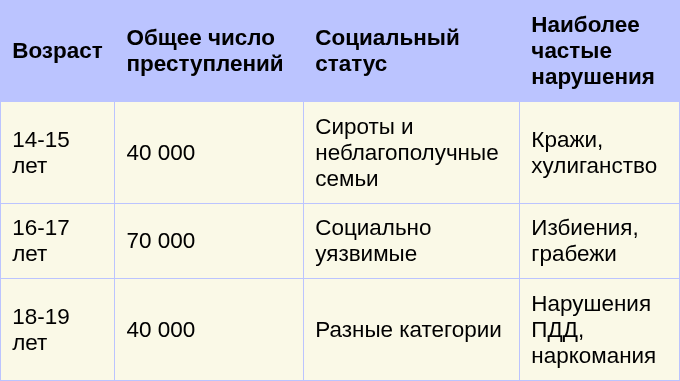 Возраст
Общее число
преступлений
Социальный
статус
Наиболее
частые
нарушения
14-15
лет
40 000
Сироты и
неблагополучные
семьи
Кражи,
хулиганство
16-17
лет
70 000
Социально
уязвимые
Избиения,
грабежи
18-19
лет
40 000
Разные категории
Нарушения
ПДД,
наркомания